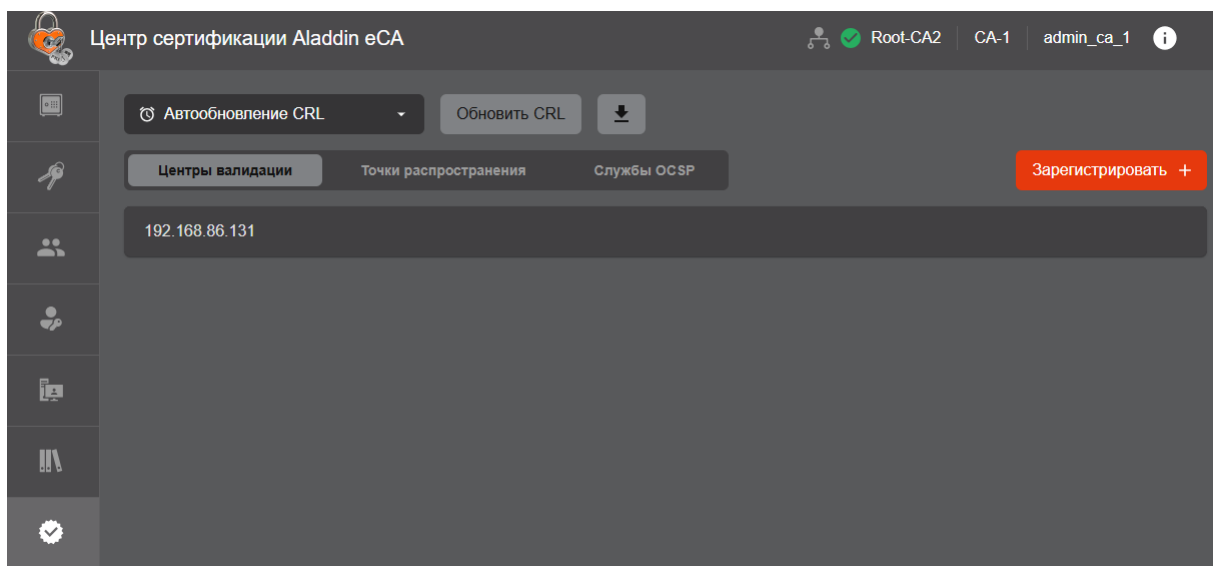 Центр сертификации Aladdin eCA
Root-CA2 CA-1 admin_ca_1
Автообновление CRL Обновить CRL
Центры валидации Точки распространения Службы OCSP Зарегистрировать +
192.168.86.131